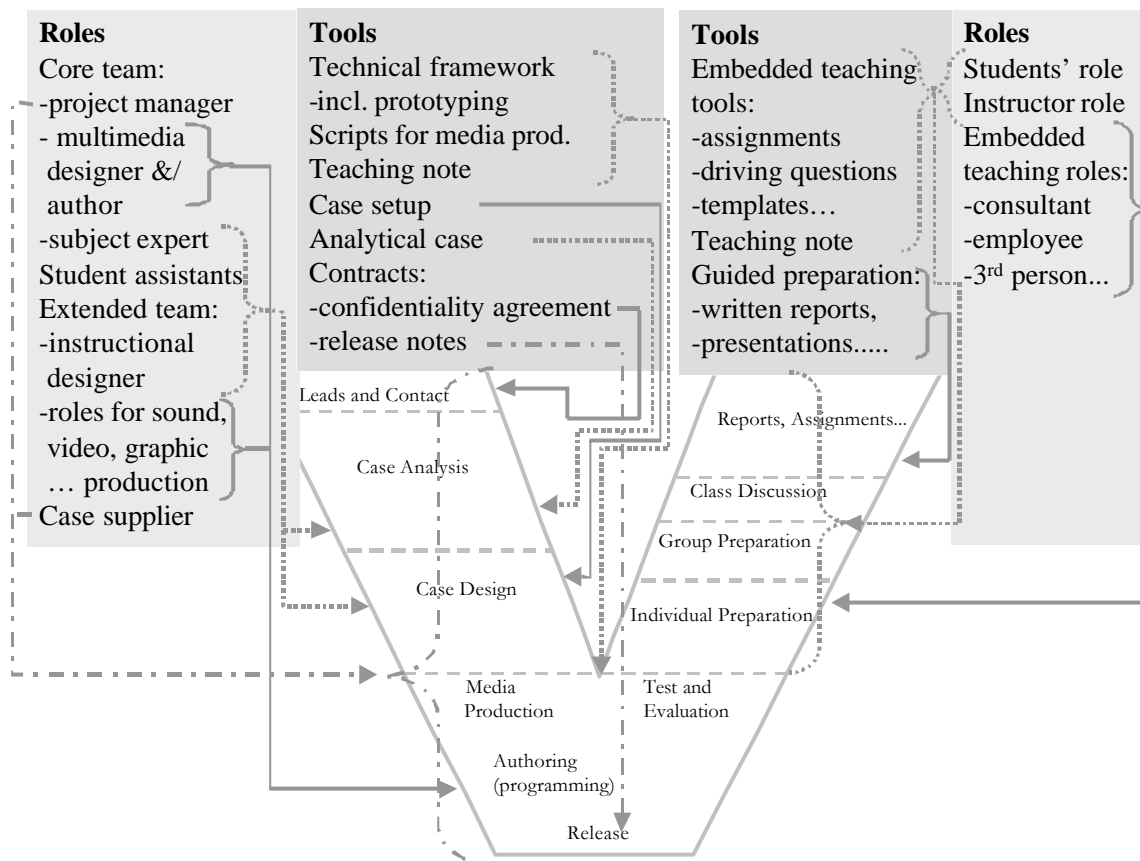 Roles
Core team:
-project manager
- multimedia
designer &/
author
-subject expert
Student assistants
Extended team:
-instructional
designer
-roles for sound,
video, graphic
… production
Case supplier
Tools
Technical framework
-incl. prototyping
Scripts for media prod.
Teaching note
Case setup
Analytical case
Contracts:
-confidentiality agreement
-release notes
Tools
Embedded teaching
tools:
-assignments
-driving questions
-templates…
Teaching note
Guided preparation:
-written reports,
-presentations.....
Roles
Students’ role
Instructor role
Embedded
teaching roles:
-consultant
-employee
-3rd person...
Leads and Contact
Case Analysis
Case Design
Media
Production
Authoring
(programming)
Release
Test and
Evaluation
Individual Preparation
Group Preparation
Class Discussion
Reports, Assignments...